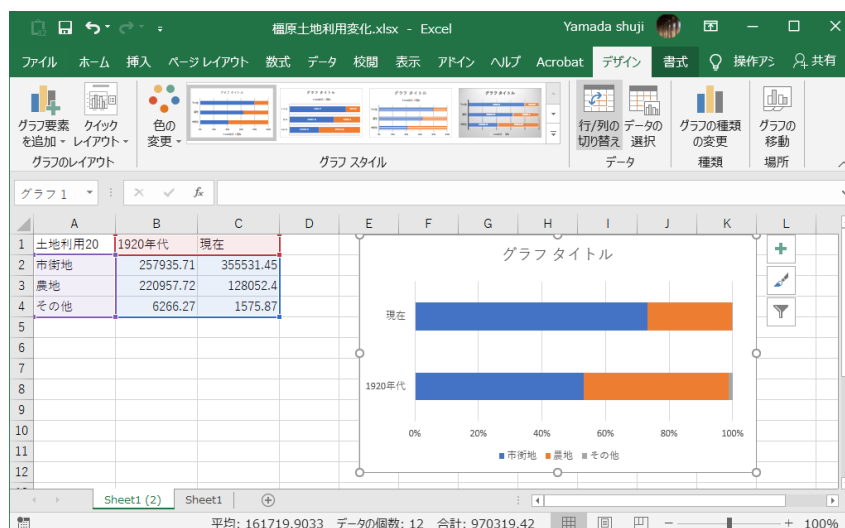 橿原土地利用変化.xlsx - Excel
Yamada shuji
ファイル ホーム 挿入 ページ レイアウト 数式 データ 校閲 表示 アドイン ヘルプ Acrobat デザイン 書式 操作アシ 共有
グラフ要素を追加 クイックレイアウト 色の変更 行/列の切り替え データの選択 グラフの種類の変更 グラフの移動
グラフのレイアウト グラフ スタイル データ 種類 場所
グラフ 1 fx
A B C D E F G H I J K L
1 土地利用20 1920年代 現在
2 市街地 257935.71 355531.45
3 農地 220957.72 128052.4
4 その他 6266.27 1575.87
5
6
7
8
9
10
11
12
グラフ タイトル
現在
1920年代
0% 20% 40% 60% 80% 100%
市街地 農地 その他
Sheet1 (2) Sheet1
平均: 161719.9033 データの個数: 12 合計: 970319.42 100%